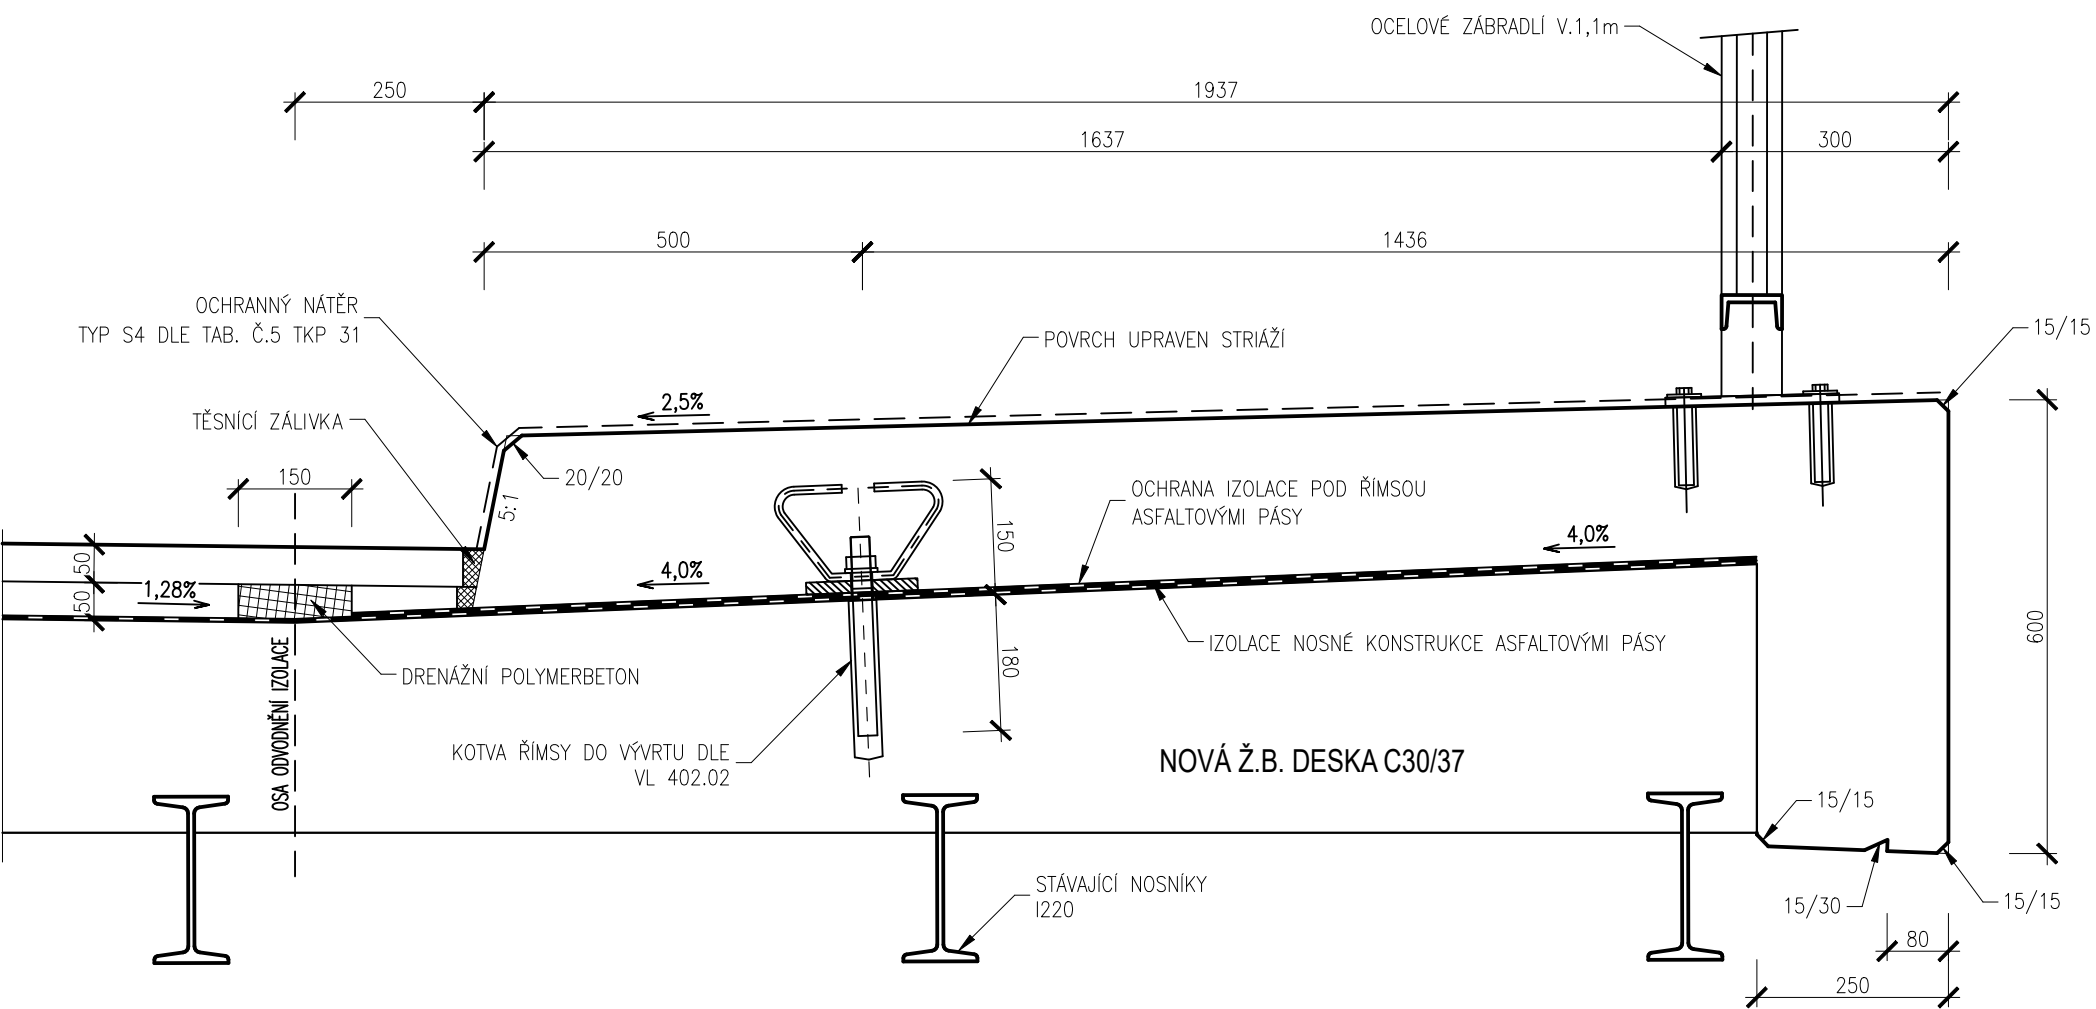 OCELOVÉ ZÁBRADLÍ V.1,1m
250
1937
1637
300
500
1436
OCHRANNÝ NÁTĚR
TYP S4 DLE TAB. Č.5 TKP 31
POVRCH UPRAVEN STRIÁŽÍ
15/15
2,5%
TĚSNÍCÍ ZÁLIVKA
150
20/20
5:1
OCHRANA IZOLACE POD ŘÍMSOU
ASFALTOVÝMI PÁSY
150
4,0%
4,0%
50
1,28%
50
600
180
IZOLACE NOSNÉ KONSTRUKCE ASFALTOVÝMI PÁSY
DRENÁŽNÍ POLYMERBETON
OSA ODVODNĚNÍ IZOLACE
KOTVA ŘÍMSY DO VÝVRTU DLE
VL 402.02
NOVÁ Ž.B. DESKA C30/37
15/15
STÁVAJÍCÍ NOSNÍKY
I220
15/30
15/15
80
250